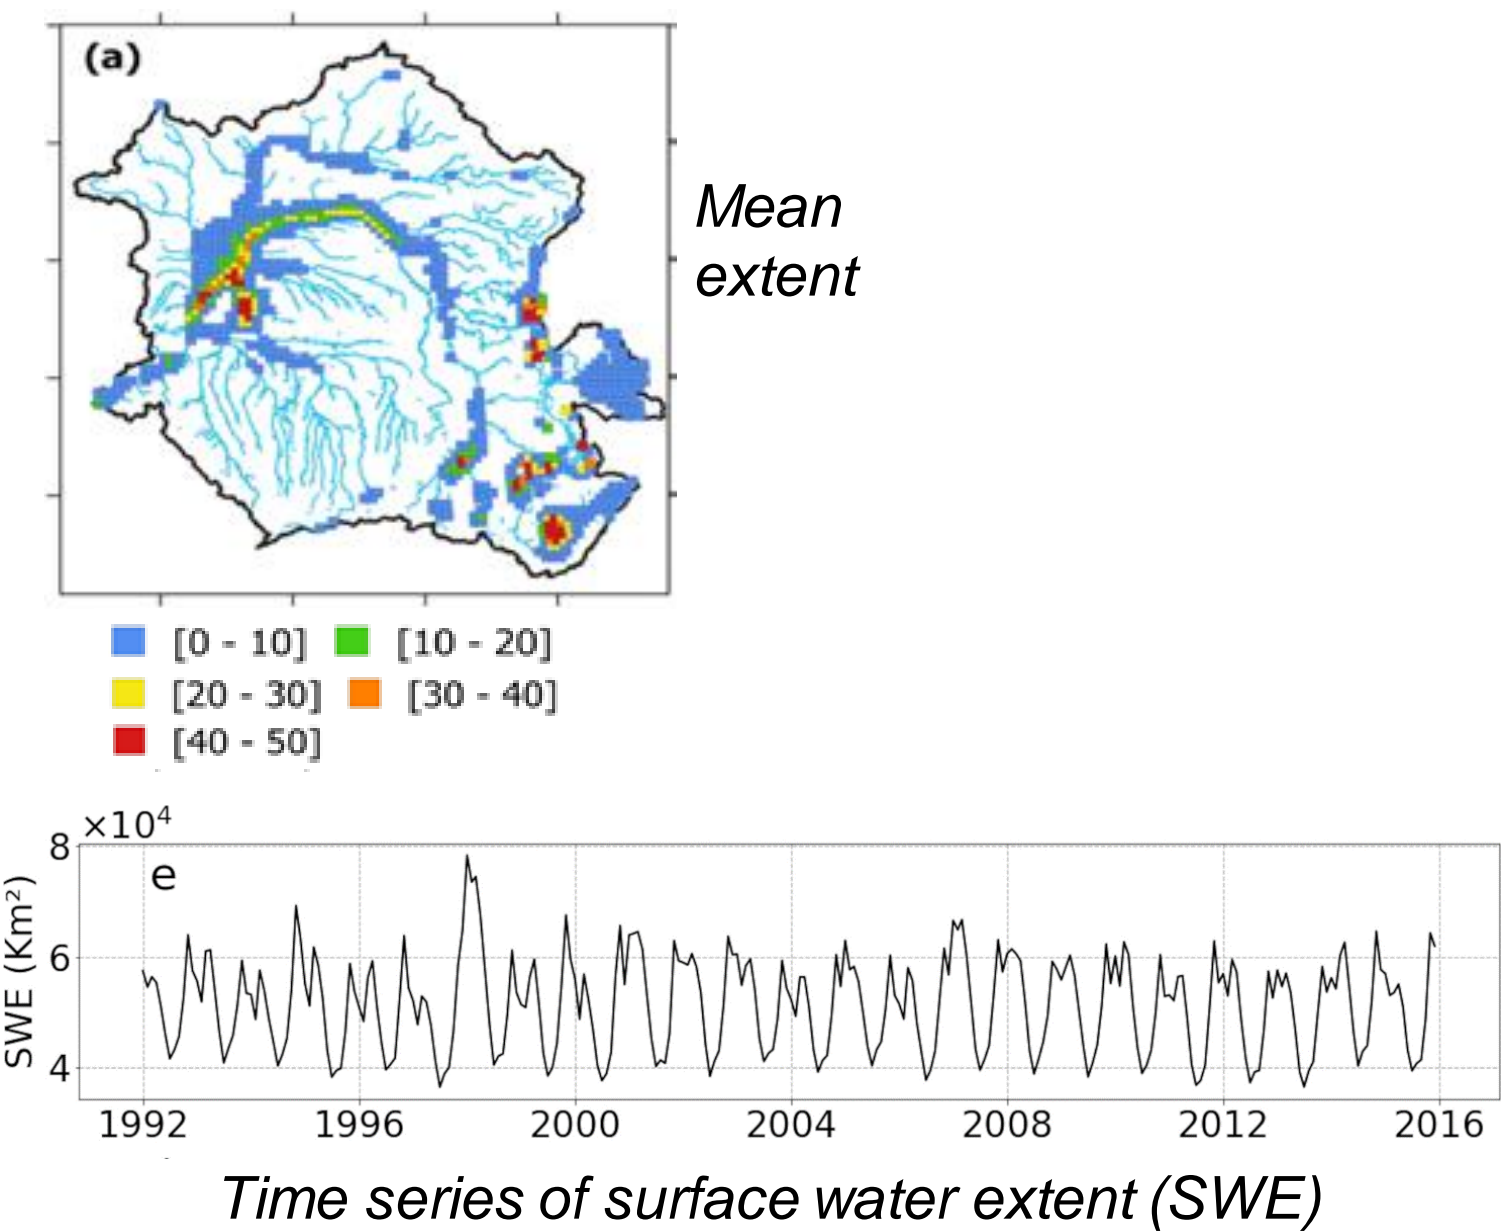 (a)
Mean
extent
[0 - 10] [10 - 20]
[20 - 30] [30 - 40]
[40 - 50]
×10⁴
8
e
6
4
SWE (Km²)
1992 1996 2000 2004 2008 2012 2016
Time series of surface water extent (SWE)